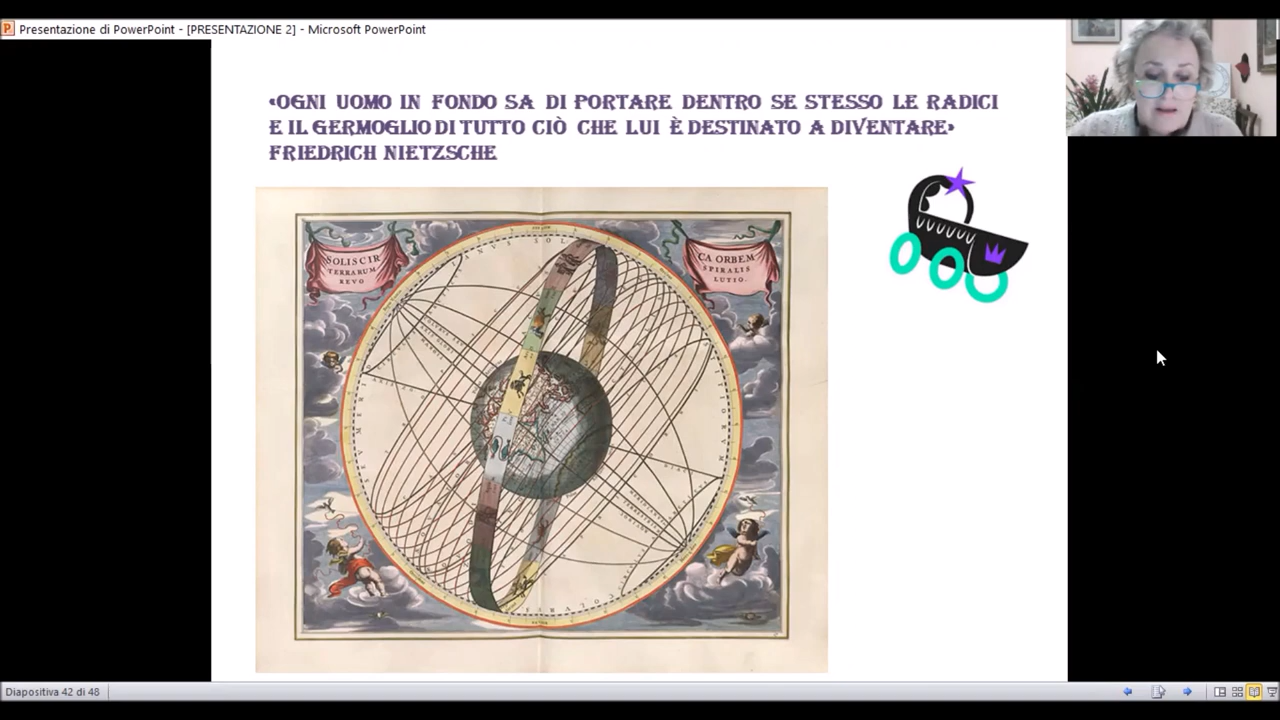 Presentazione di PowerPoint - [PRESENTAZIONE 2] - Microsoft PowerPoint
«OGNI UOMO IN FONDO SA DI PORTARE DENTRO SE STESSO LE RADICI
E IL GERMOGLIO DI TUTTO CIÒ CHE LUI È DESTINATO A DIVENTARE»
FRIEDRICH NIETZSCHE
SOLIS CIR
TERRARUM
REVO
CA ORBEM
SPIRALIS
LUTIO.
Diapositiva 42 di 48